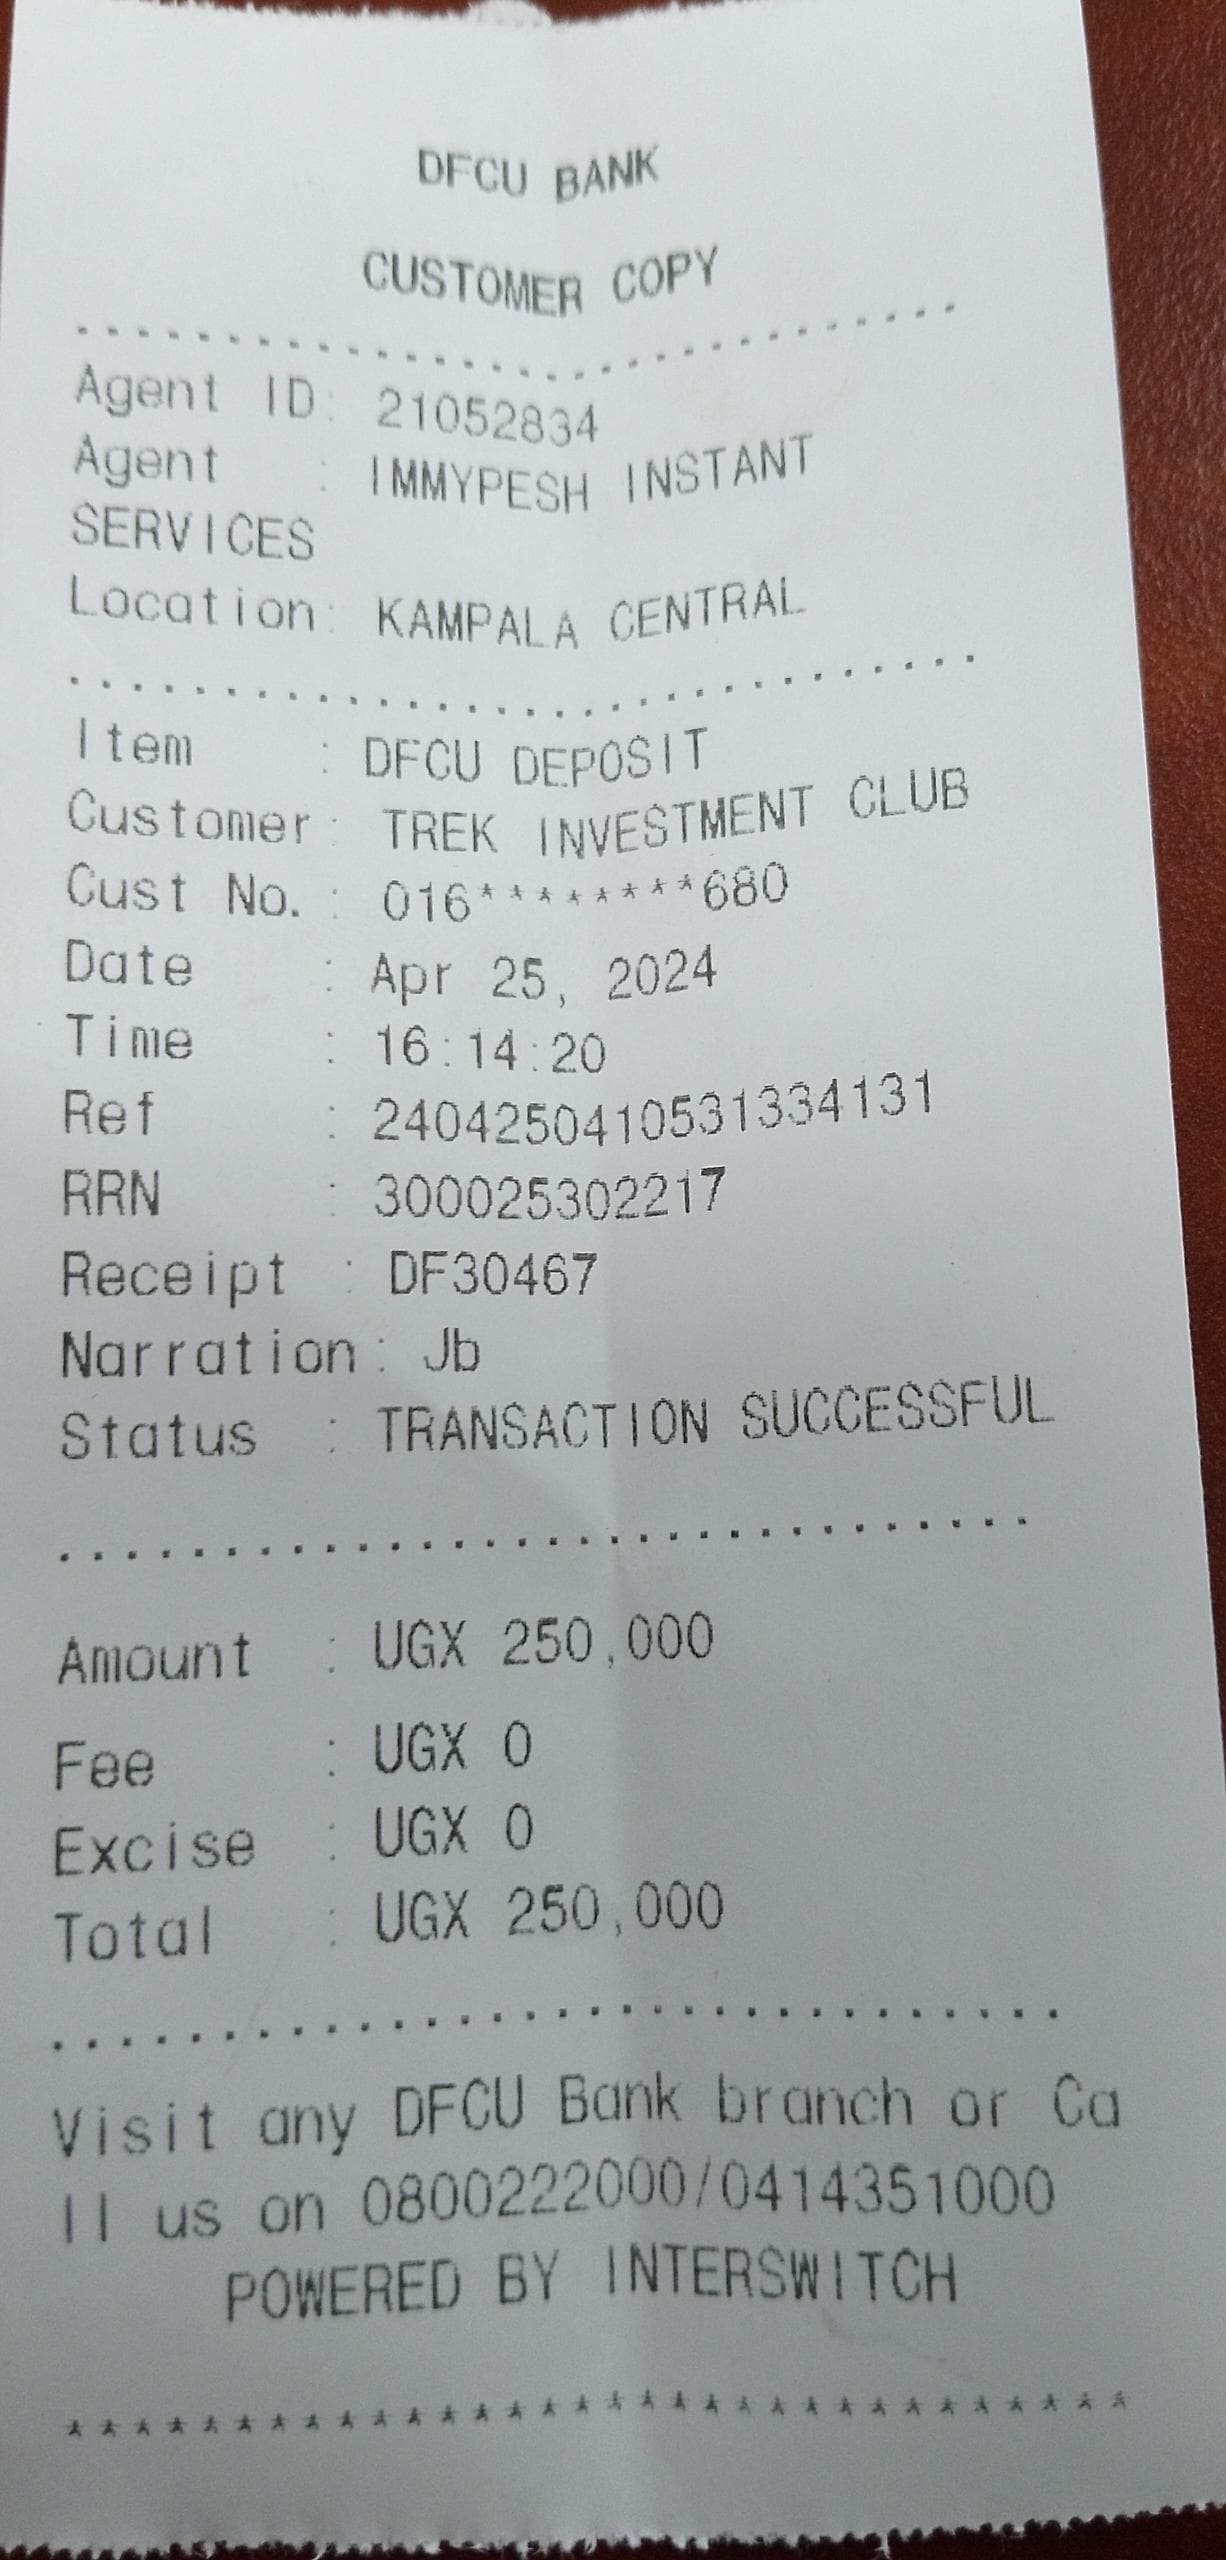 DFCU BANK
CUSTOMER COPY
................................
Agent ID: 21052834
Agent : IMMYPESH INSTANT
SERVICES
Location: KAMPALA CENTRAL
................................
Item : DFCU DEPOSIT
Customer: TREK INVESTMENT CLUB
Cust No. : 016********680
Date : Apr 25, 2024
Time : 16:14:20
Ref : 2404250410531334131
RRN : 300025302217
Receipt : DF30467
Narration: Jb
Status : TRANSACTION SUCCESSFUL
................................
Amount : UGX 250,000
Fee : UGX 0
Excise : UGX 0
Total : UGX 250,000
................................
Visit any DFCU Bank branch or Ca
ll us on 0800222000/0414351000
POWERED BY INTERSWITCH
********************************